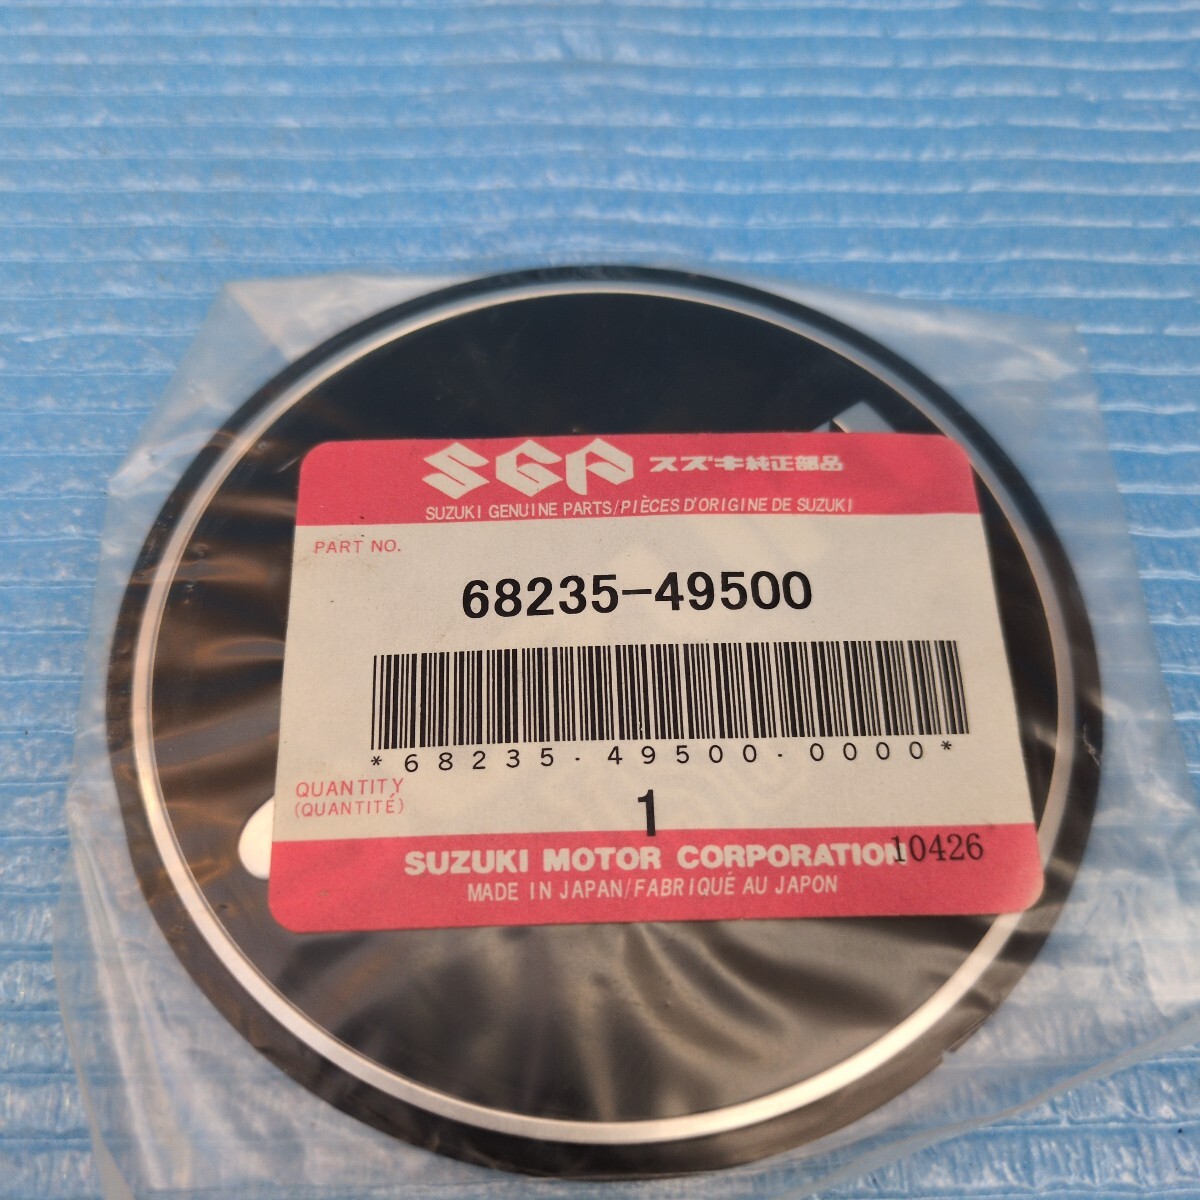 SGP スズキ純正部品
SUZUKI GENUINE PARTS/PIÈCES D'ORIGINE DE SUZUKI
PART NO.
68235-49500
*68235-49500-0000*
QUANTITY
(QUANTITÉ)
1
SUZUKI MOTOR CORPORATION 10426
MADE IN JAPAN/FABRIQUÉ AU JAPON